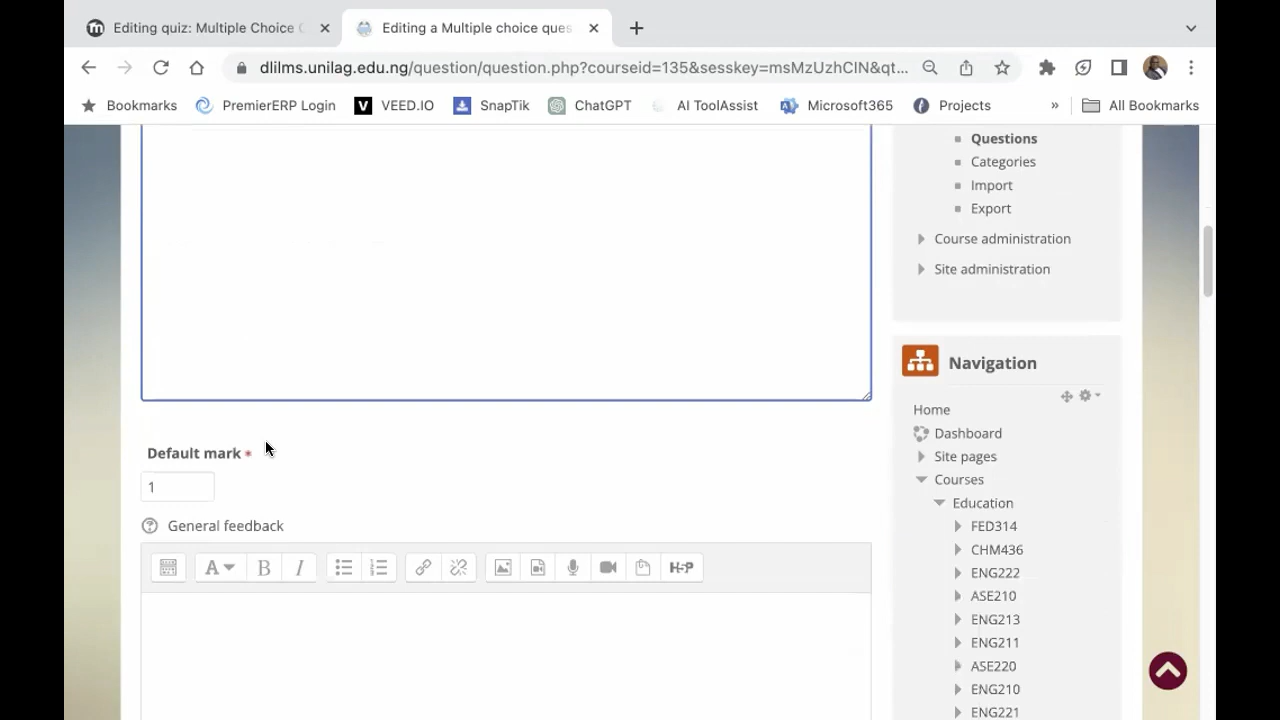 Editing quiz: Multiple Choice
Editing a Multiple choice ques
dlilms.unilag.edu.ng/question/question.php?courseid=135&sesskey=msMzUzhCIN&qt...
Bookmarks PremierERP Login VEED.IO SnapTik ChatGPT AI ToolAssist Microsoft365 Projects » All Bookmarks
Questions
Categories
Import
Export
Course administration
Site administration
Navigation
Home
Dashboard
Site pages
Courses
Education
FED314
CHM436
ENG222
ASE210
ENG213
ENG211
ASE220
ENG210
ENG221
Default mark *
1
General feedback
A B I H-P